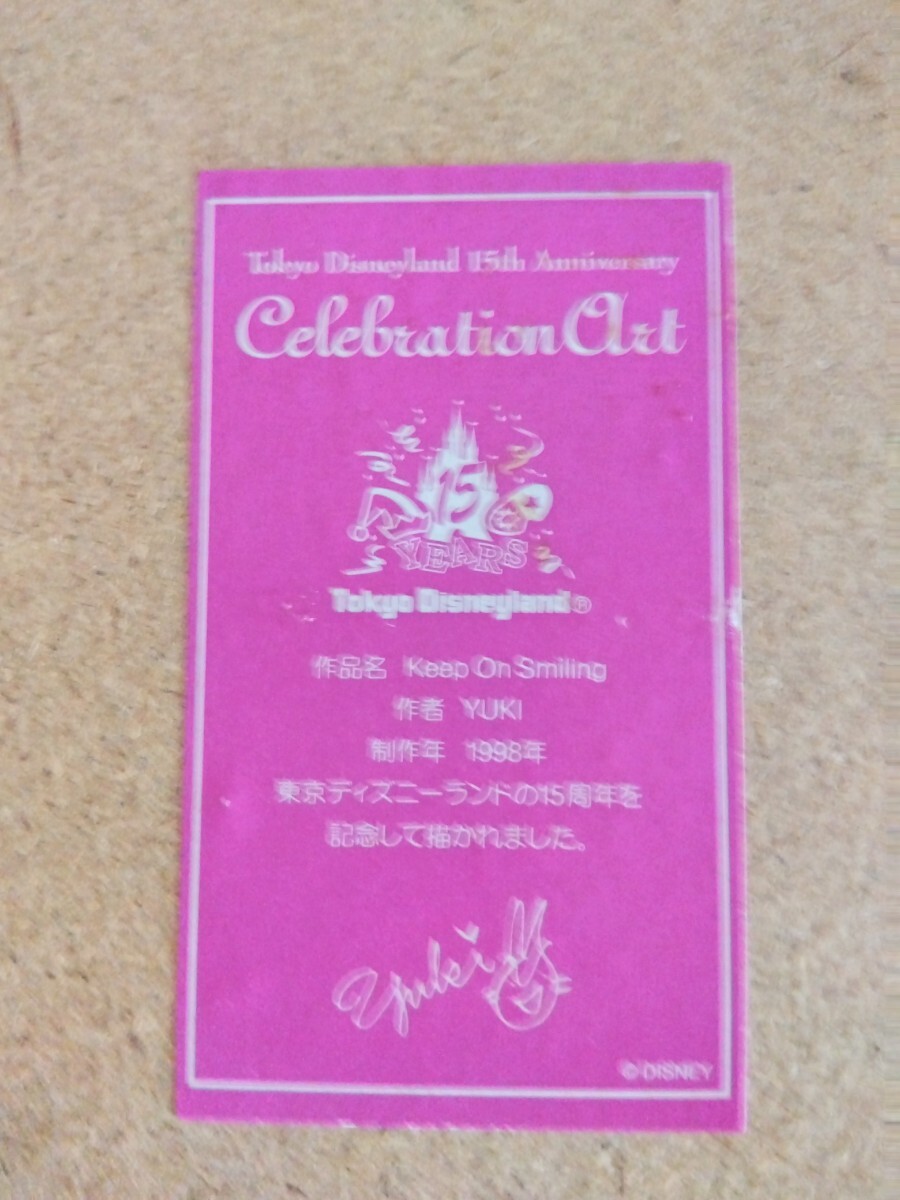 Tokyo Disneyland 15th Anniversary
Celebration Art
15
YEARS
Tokyo Disneyland®
作品名 Keep On Smiling
作者 YUKI
制作年 1998年
東京ディズニーランドの15周年を
記念して描かれました。
Yuki
© DISNEY